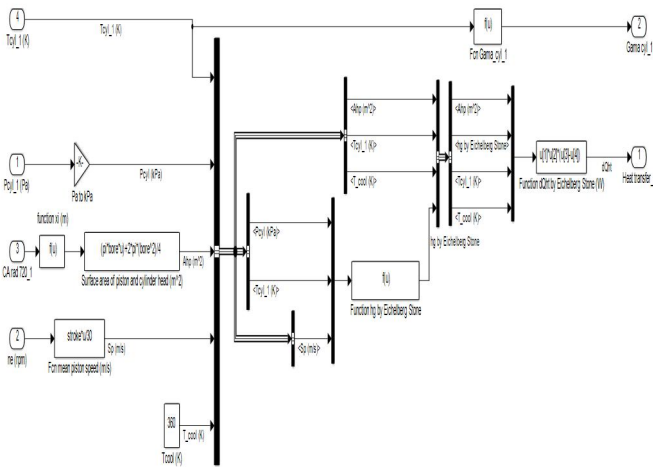 4
Tcyl_1 (K)
Tcyl_1 (K)
f(u)
Fcn Gama_cyl_1
2
Gama cyl_1
1
Pcyl_1 (Pa)
-K-
Pa to kPa
Pcyl (kPa)
<Ahp (m^2)>
<Tcyl_1 (K)>
<T_cool (K)>
<Ahp (m^2)>
<hg by Eichelberg Stone>
<Tcyl_1 (K)>
<T_cool (K)>
u(1)*u(2)*(u(3)-u(4))
Function dQht by Eichelberg Stone (W)
dQht
1
Heat transfer_
function xi (m)
3
CA rad 720_1
f(u)
(pi*bore*u)+2*pi*(bore^2)/4
Surface area of piston and cylinder head (m^2)
Ahp (m^2)
<Pcyl (kPa)>
<Tcyl_1 (K)>
hg by Eichelberg Stone
f(u)
Function hg by Eichelberg Stone
2
ne (rpm)
stroke*u/30
Fcn mean piston speed (m/s)
Sp (m/s)
<Sp (m/s)>
360
T_cool (K)
Tcool (K)